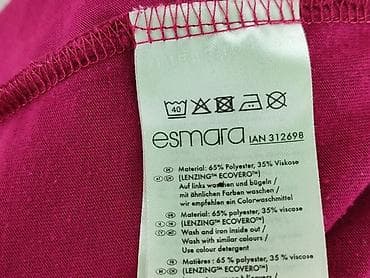 40
esmara IAN 312698
Material: 65% Polyester, 35% Viskose
(LENZING™ ECOVERO™)
Auf links waschen und bügeln /
mit ähnlichen Farben waschen /
wir empfehlen ein Colorwaschmittel
Material: 65% polyester, 35% viscose
(LENZING™ ECOVERO™)
Wash and iron inside out /
Wash with similar colours /
Use colour detergent
Matières : 65 % polyester, 35 % viscose
(LENZING™ ECOVERO™)